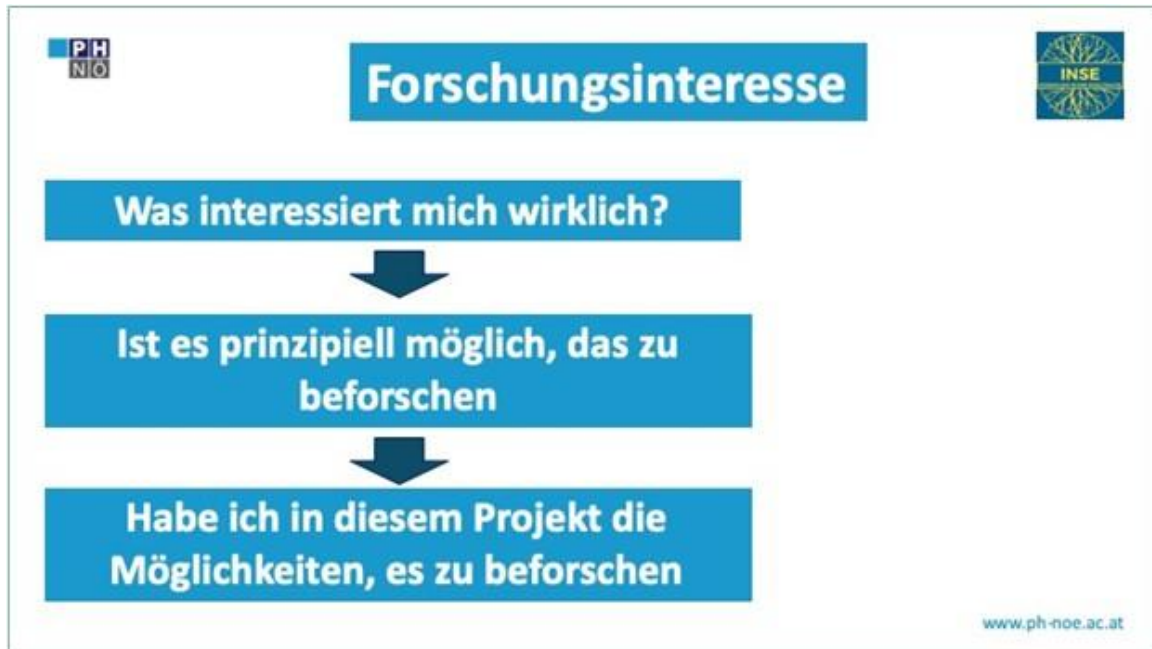 PH
NÖ
Forschungsinteresse
INSE
Was interessiert mich wirklich?
Ist es prinzipiell möglich, das zu
beforschen
Habe ich in diesem Projekt die
Möglichkeiten, es zu beforschen
www.ph-noe.ac.at